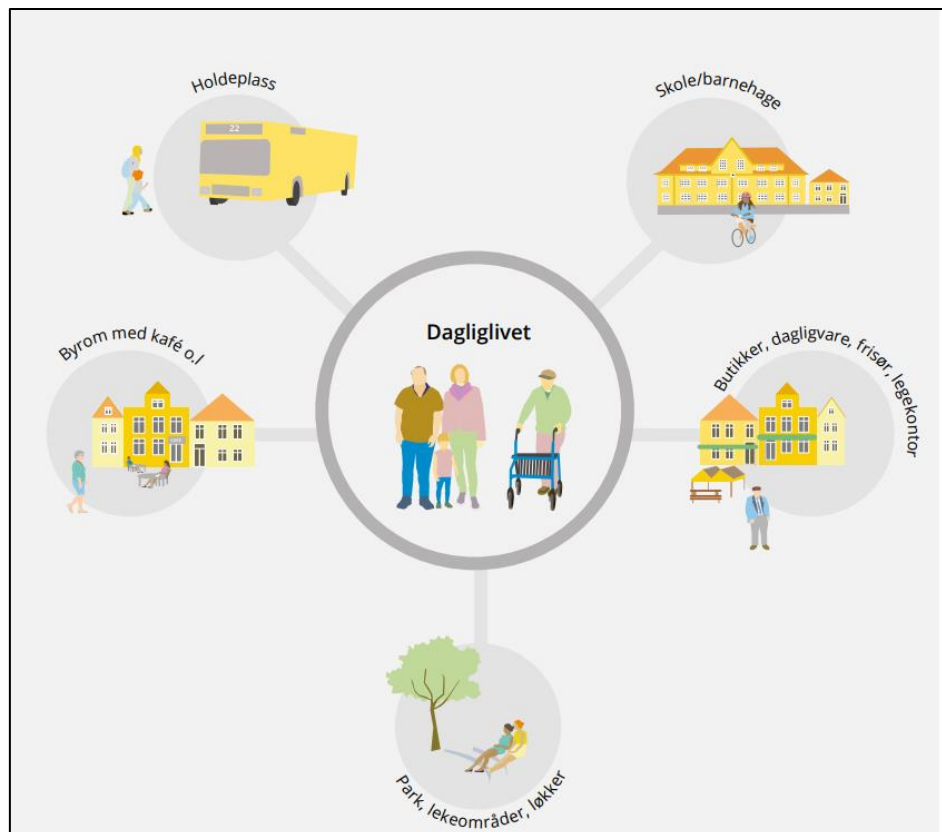 Holdeplass
22
Skole/barnehage
Dagliglivet
Byrom med kafé o.l
Butikker, dagligvare, frisør, legekontor
Park, lekeområder, løkker